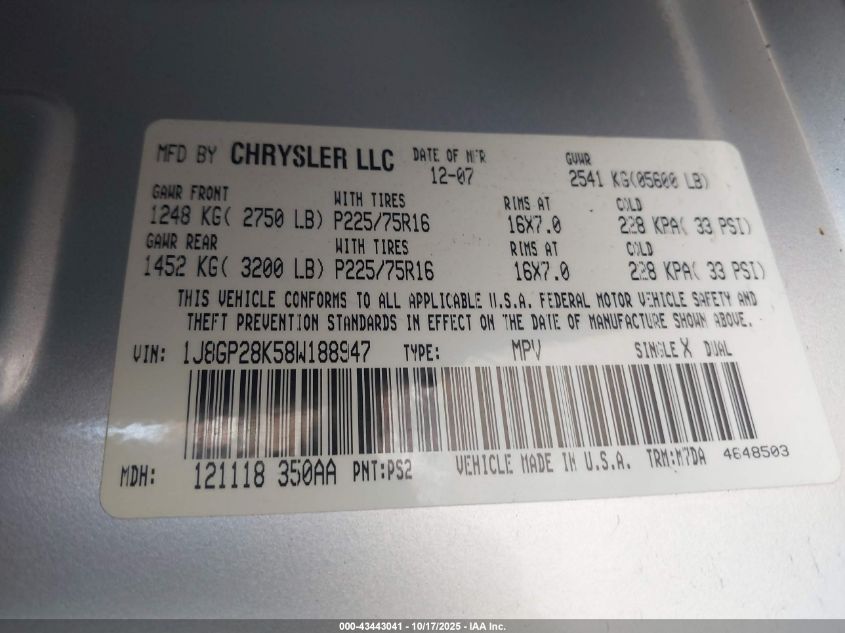 MFD BY CHRYSLER LLC DATE OF MFR GVWR
12-07 2541 KG(05600 LB)
GAWR FRONT WITH TIRES RIMS AT COLD
1248 KG( 2750 LB) P225/75R16 16X7.0 228 KPA( 33 PSI)
GAWR REAR WITH TIRES RIMS AT COLD
1452 KG( 3200 LB) P225/75R16 16X7.0 228 KPA( 33 PSI)
THIS VEHICLE CONFORMS TO ALL APPLICABLE U.S.A. FEDERAL MOTOR VEHICLE SAFETY AND
THEFT PREVENTION STANDARDS IN EFFECT ON THE DATE OF MANUFACTURE SHOWN ABOVE.
VIN: 1J8GP28K58W188947 TYPE: MPV SINGLE X DUAL
MDH: 121118 350AA PNT:PS2 VEHICLE MADE IN U.S.A. TRM:M7DA 4648503
000-43443041 - 10/17/2025 - IAA Inc.